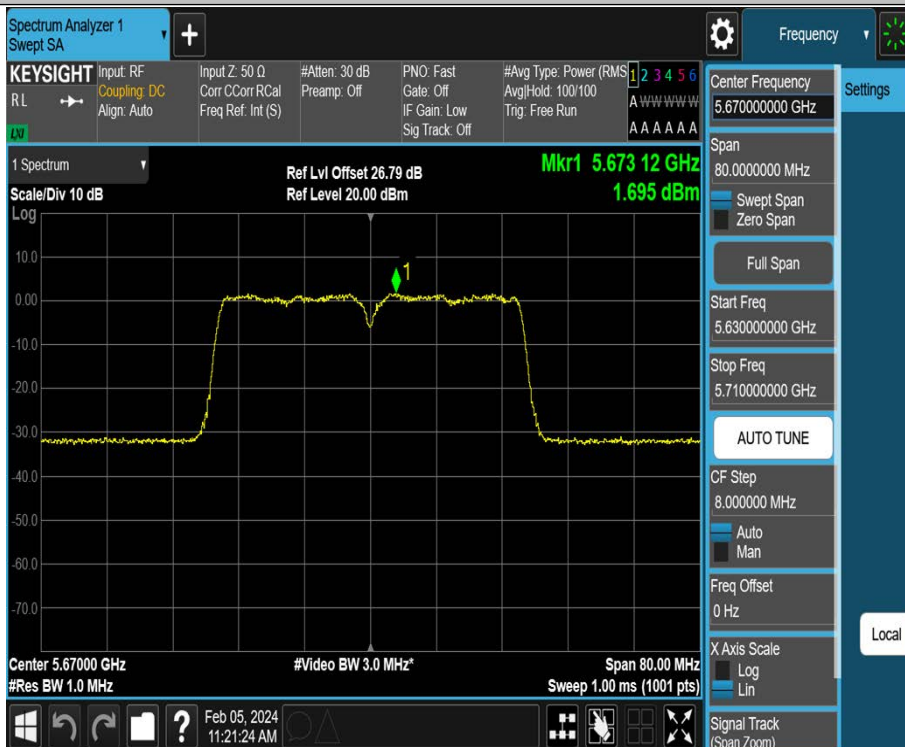 Spectrum Analyzer 1
Swept SA
Frequency
KEYSIGHT
RL
LXI
Input: RF
Coupling: DC
Align: Auto
Input Z: 50 Ω
Corr CCorr RCal
Freq Ref: Int (S)
#Atten: 30 dB
Preamp: Off
PNO: Fast
Gate: Off
IF Gain: Low
Sig Track: Off
#Avg Type: Power (RMS
Avg|Hold: 100/100
Trig: Free Run
1 2 3 4 5 6
A W W W W W
A A A A A A
1 Spectrum
Scale/Div 10 dB
Log
Ref Lvl Offset 26.79 dB
Ref Level 20.00 dBm
Mkr1 5.673 12 GHz
1.695 dBm
10.0
0.00
-10.0
-20.0
-30.0
-40.0
-50.0
-60.0
-70.0
1
Center 5.67000 GHz
#Res BW 1.0 MHz
#Video BW 3.0 MHz*
Span 80.00 MHz
Sweep 1.00 ms (1001 pts)
Feb 05, 2024
11:21:24 AM
Center Frequency
5.670000000 GHz
Span
80.0000000 MHz
Swept Span
Zero Span
Full Span
Start Freq
5.630000000 GHz
Stop Freq
5.710000000 GHz
AUTO TUNE
CF Step
8.000000 MHz
Auto
Man
Freq Offset
0 Hz
X Axis Scale
Log
Lin
Signal Track
(Span Zoom)
Settings
Local